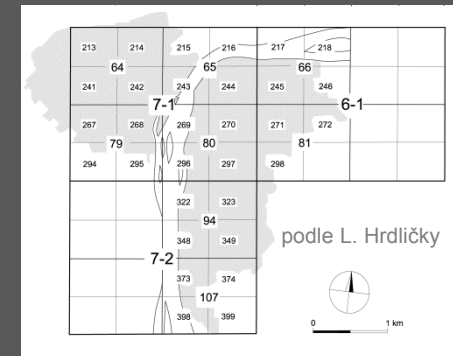 213 214 215 216 217 218
64 65 66
241 242 243 244 245 246
7-1 6-1
267 268 269 270 271 272
79 80 81
294 295 296 297 298
322 323
94
348 349
podle L. Hrdličky
7-2
373 374
107
398 399
0 1 km